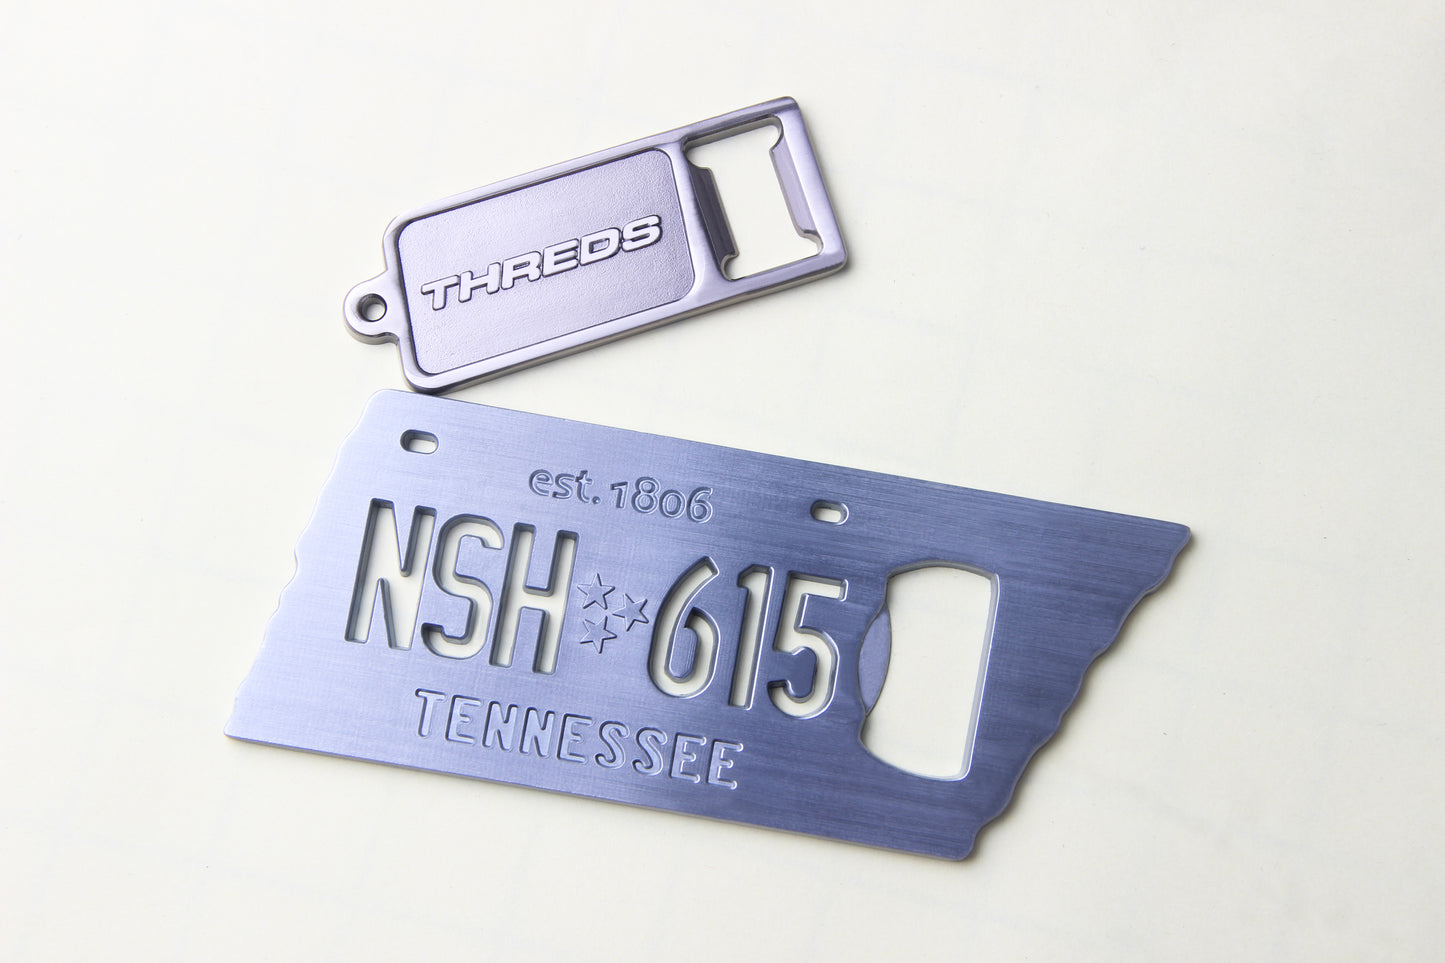 THREDS
est. 1806
NSH 615
TENNESSEE